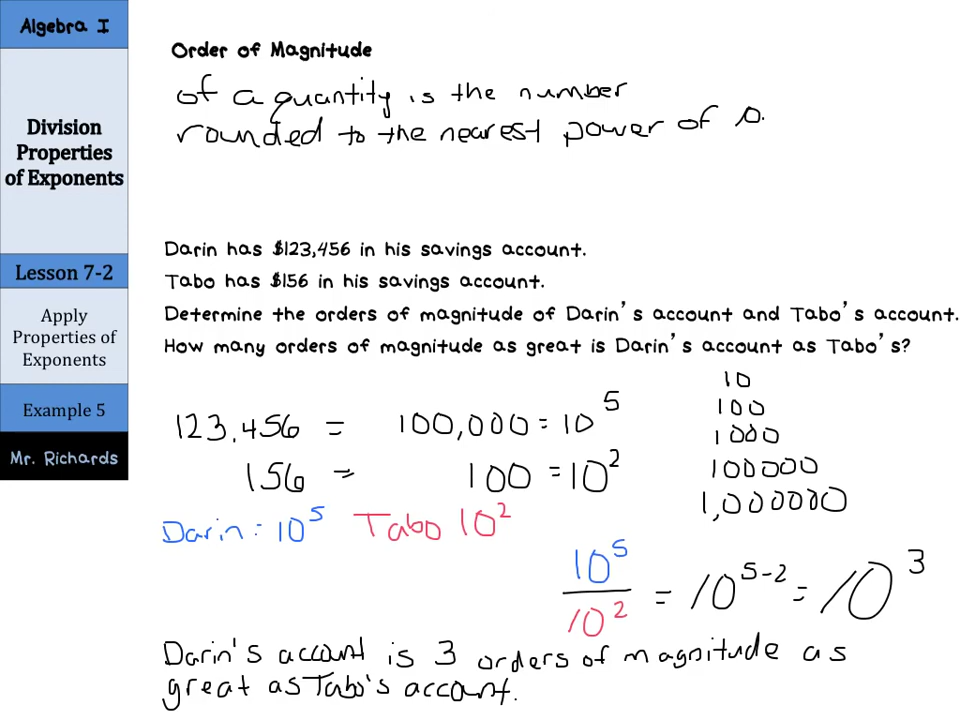 Algebra I
Division
Properties
of Exponents
Lesson 7-2
Apply
Properties of
Exponents
Example 5
Mr. Richards
Order of Magnitude
of a quantity is the number
rounded to the nearest power of 10.
Darin has $123,456 in his savings account.
Tabo has $156 in his savings account.
Determine the orders of magnitude of Darin's account and Tabo's account.
How many orders of magnitude as great is Darin's account as Tabo's?
10
100
1000
100000
1,000000
123,456 = 100,000 = 10^5
156 = 100 = 10^2
Darin: 10^5 Tabo 10^2
10^5/10^2 = 10^5-2 = 10^3
Darin's account is 3 orders of magnitude as
great as Tabo's account.